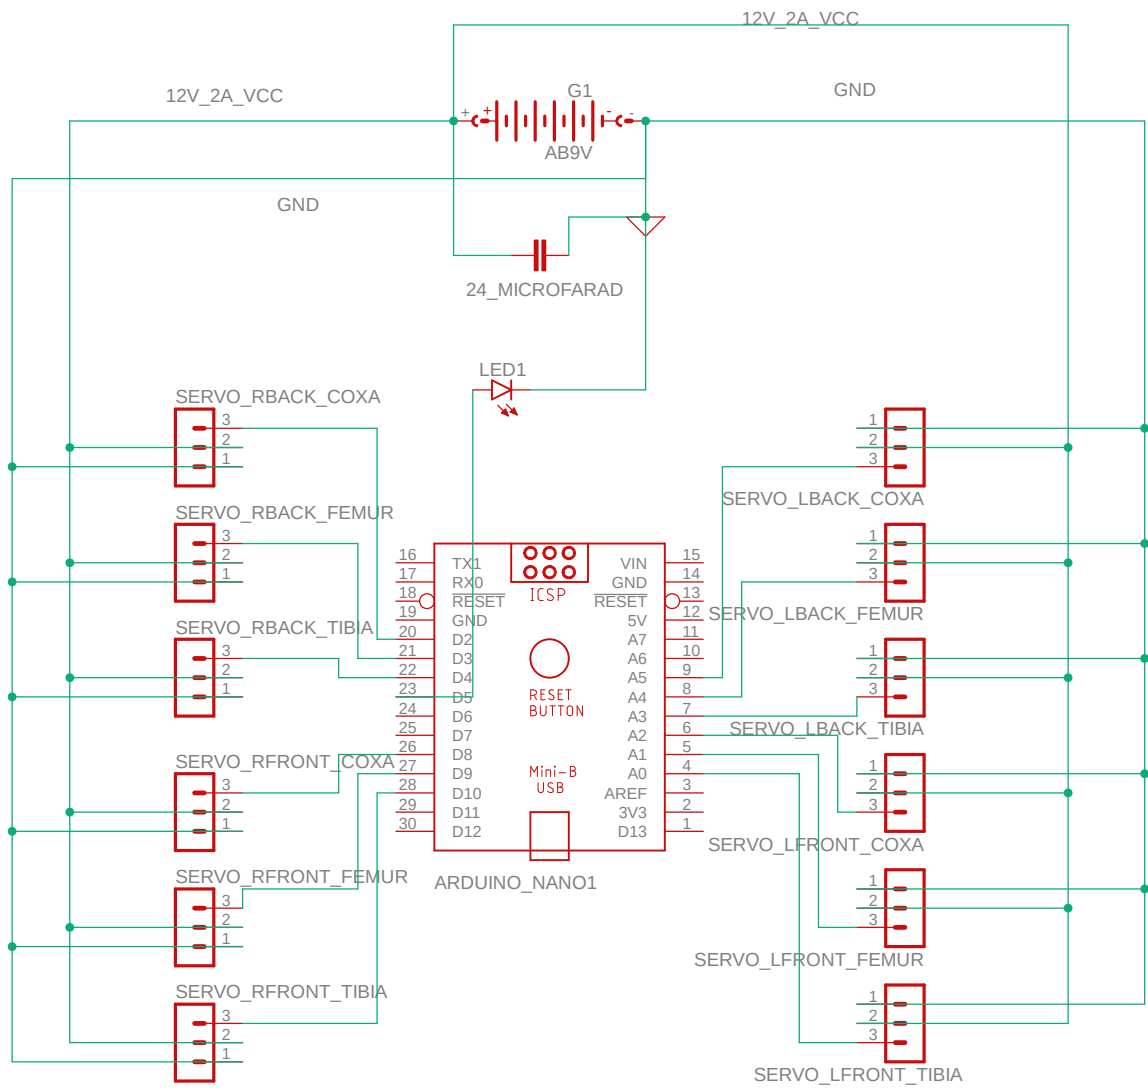 12V_2A_VCC
12V_2A_VCC
G1
GND
+ + - -
AB9V
GND
24_MICROFARAD
LED1
SERVO_RBACK_COXA
3
2
1
SERVO_RBACK_FEMUR
3
2
1
SERVO_RBACK_TIBIA
3
2
1
SERVO_RFRONT_COXA
3
2
1
SERVO_RFRONT_FEMUR
3
2
1
SERVO_RFRONT_TIBIA
3
2
1
16 TX1
17 RX0
18 RESET
19 GND
20 D2
21 D3
22 D4
23 D5
24 D6
25 D7
26 D8
27 D9
28 D10
29 D11
30 D12
ICSP
RESET
BUTTON
Mini-B
USB
VIN 15
GND 14
RESET 13
5V 12
A7 11
A6 10
A5 9
A4 8
A3 7
A2 6
A1 5
A0 4
AREF 3
3V3 2
D13 1
ARDUINO_NANO1
1
2
3
SERVO_LBACK_COXA
1
2
3
SERVO_LBACK_FEMUR
1
2
3
SERVO_LBACK_TIBIA
1
2
3
SERVO_LFRONT_COXA
1
2
3
SERVO_LFRONT_FEMUR
1
2
3
SERVO_LFRONT_TIBIA